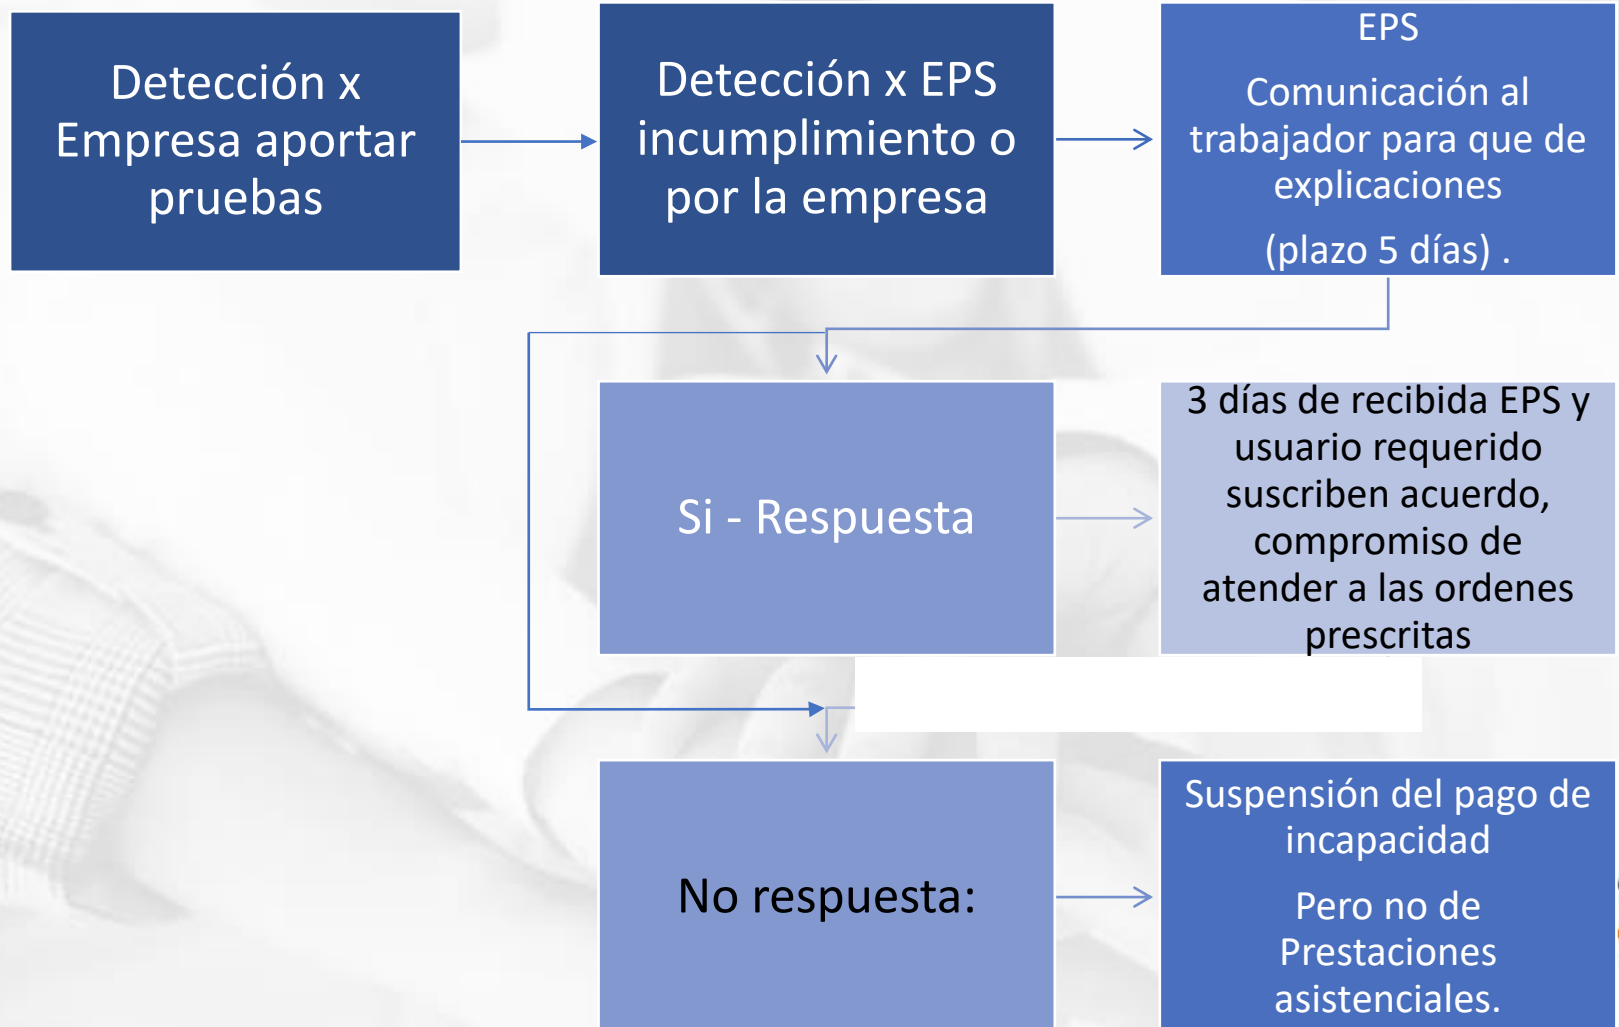 Detección x
Empresa aportar
pruebas
Detección x EPS
incumplimiento o
por la empresa
EPS
Comunicación al
trabajador para que de
explicaciones
(plazo 5 días) .
Si - Respuesta
3 días de recibida EPS y
usuario requerido
suscriben acuerdo,
compromiso de
atender a las ordenes
prescritas
No respuesta:
Suspensión del pago de
incapacidad
Pero no de
Prestaciones
asistenciales.